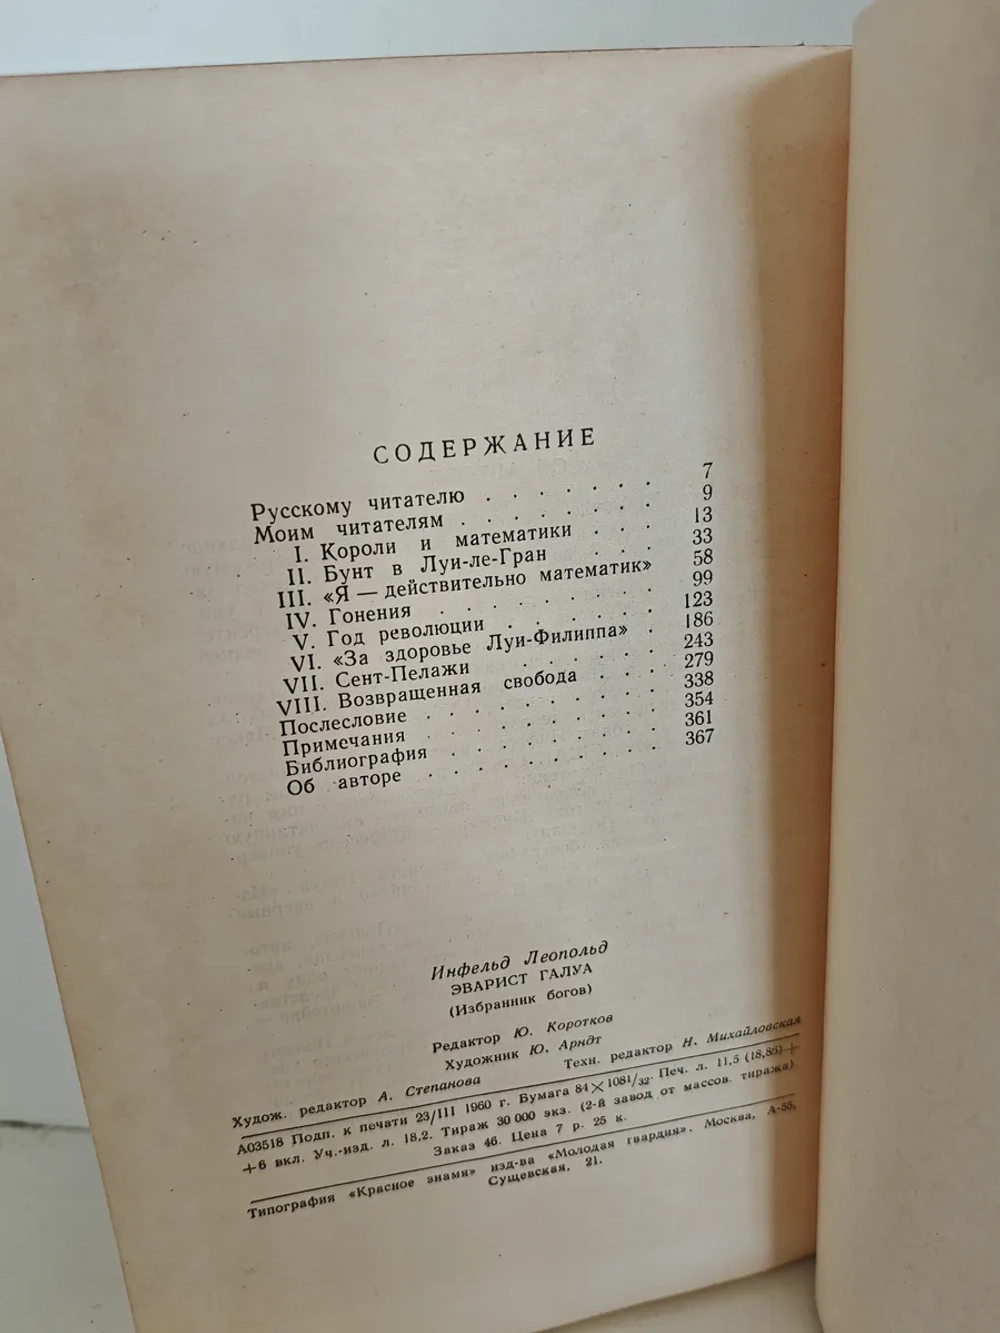 СОДЕРЖАНИЕ
Русскому читателю . . . . . . . 7
Моим читателям . . . . . . . . 9
I. Короли и математики . . . 13
II. Бунт в Луи-ле-Гран . . . 33
III. «Я — действительно математик» 58
IV. Гонения . . . . . . . . 99
V. Год революции . . . . . . 123
VI. «За здоровье Луи-Филиппа» . 186
VII. Сент-Пелажи . . . . . . 243
VIII. Возвращенная свобода . . . 279
Послесловие . . . . . . . . . 338
Примечания . . . . . . . . . 354
Библиография . . . . . . . . 361
Об авторе . . . . . . . . . 367
Инфельд Леопольд
ЭВАРИСТ ГАЛУА
(Избранник богов)
Редактор Ю. Коротков
Художник Ю. Арндт
Худож. редактор А. Степанова Техн. редактор Н. Михайловская
А03518 Подп. к печати 23/III 1960 г. Бумага 84×108¹/₃₂. Печ. л. 11,5 (18,86)+
+6 вкл. Уч.-изд. л. 18,2. Тираж 30 000 экз. (2-й завод от массов. тиража).
Заказ 46. Цена 7 р. 25 к.
Типография «Красное знамя» изд-ва «Молодая гвардия». Москва, А-55,
Сущевская, 21.